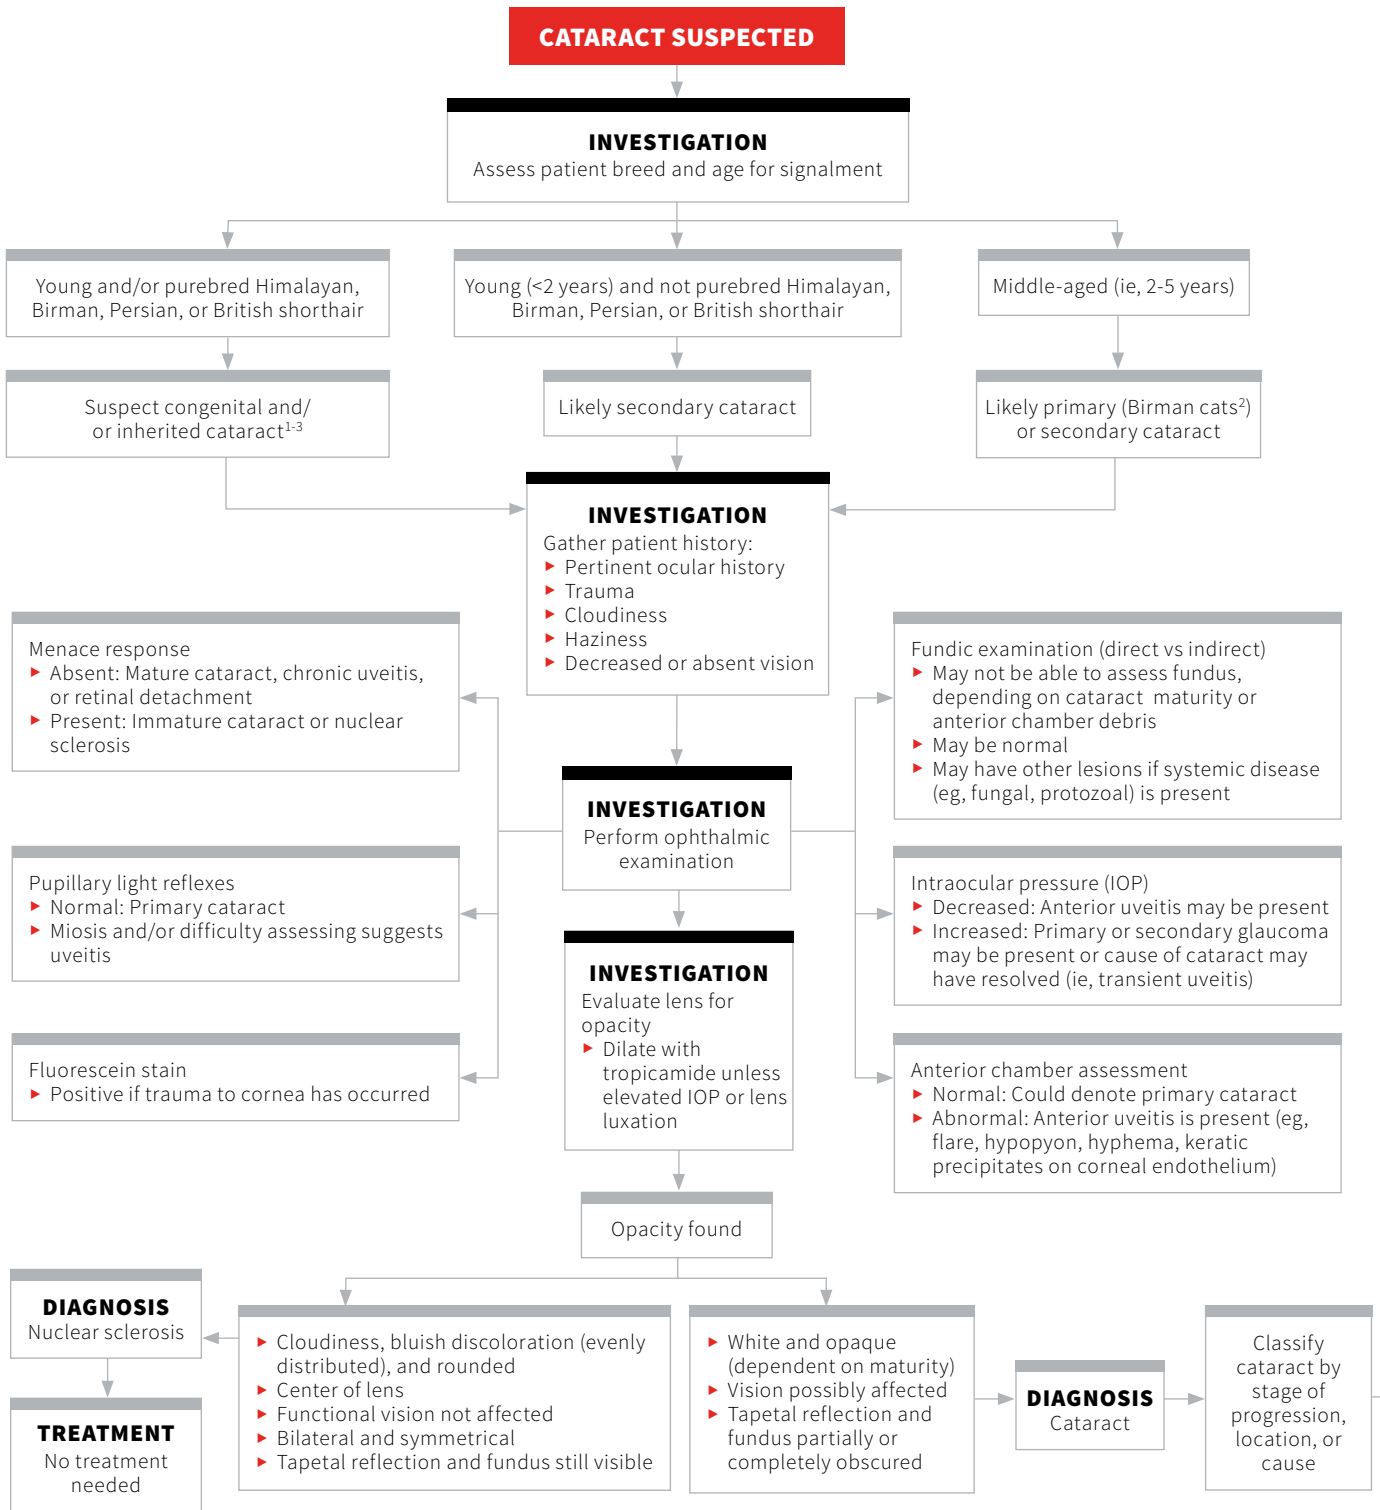 CATARACT SUSPECTED
INVESTIGATION
Assess patient breed and age for signalment
Young and/or purebred Himalayan,
Birman, Persian, or British shorthair
Young (<2 years) and not purebred Himalayan,
Birman, Persian, or British shorthair
Middle-aged (ie, 2-5 years)
Suspect congenital and/
or inherited cataract1-3
Likely secondary cataract
Likely primary (Birman cats2)
or secondary cataract
INVESTIGATION
Gather patient history:
▶ Pertinent ocular history
▶ Trauma
▶ Cloudiness
▶ Haziness
▶ Decreased or absent vision
Menace response
▶ Absent: Mature cataract, chronic uveitis,
or retinal detachment
▶ Present: Immature cataract or nuclear
sclerosis
Fundic examination (direct vs indirect)
▶ May not be able to assess fundus,
depending on cataract maturity or
anterior chamber debris
▶ May be normal
▶ May have other lesions if systemic disease
(eg, fungal, protozoal) is present
INVESTIGATION
Perform ophthalmic
examination
Pupillary light reflexes
▶ Normal: Primary cataract
▶ Miosis and/or difficulty assessing suggests
uveitis
Intraocular pressure (IOP)
▶ Decreased: Anterior uveitis may be present
▶ Increased: Primary or secondary glaucoma
may be present or cause of cataract may
have resolved (ie, transient uveitis)
INVESTIGATION
Evaluate lens for
opacity
▶ Dilate with
tropicamide unless
elevated IOP or lens
luxation
Fluorescein stain
▶ Positive if trauma to cornea has occurred
Anterior chamber assessment
▶ Normal: Could denote primary cataract
▶ Abnormal: Anterior uveitis is present (eg,
flare, hypopyon, hyphema, keratic
precipitates on corneal endothelium)
Opacity found
DIAGNOSIS
Nuclear sclerosis
TREATMENT
No treatment
needed
▶ Cloudiness, bluish discoloration (evenly
distributed), and rounded
▶ Center of lens
▶ Functional vision not affected
▶ Bilateral and symmetrical
▶ Tapetal reflection and fundus still visible
▶ White and opaque
(dependent on maturity)
▶ Vision possibly affected
▶ Tapetal reflection and
fundus partially or
completely obscured
DIAGNOSIS
Cataract
Classify
cataract by
stage of
progression,
location, or
cause